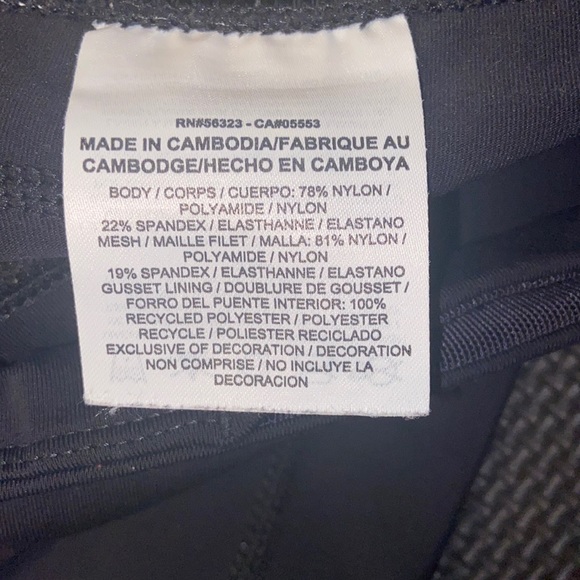 RN#56323 - CA#05553
MADE IN CAMBODIA/FABRIQUE AU
CAMBODGE/HECHO EN CAMBOYA
BODY / CORPS / CUERPO: 78% NYLON /
POLYAMIDE / NYLON
22% SPANDEX / ELASTHANNE / ELASTANO
MESH / MAILLE FILET / MALLA: 81% NYLON /
POLYAMIDE / NYLON
19% SPANDEX / ELASTHANNE / ELASTANO
GUSSET LINING / DOUBLURE DE GOUSSET /
FORRO DEL PUENTE INTERIOR: 100%
RECYCLED POLYESTER / POLYESTER
RECYCLE / POLIESTER RECICLADO
EXCLUSIVE OF DECORATION / DECORATION
NON COMPRISE / NO INCLUYE LA
DECORACION